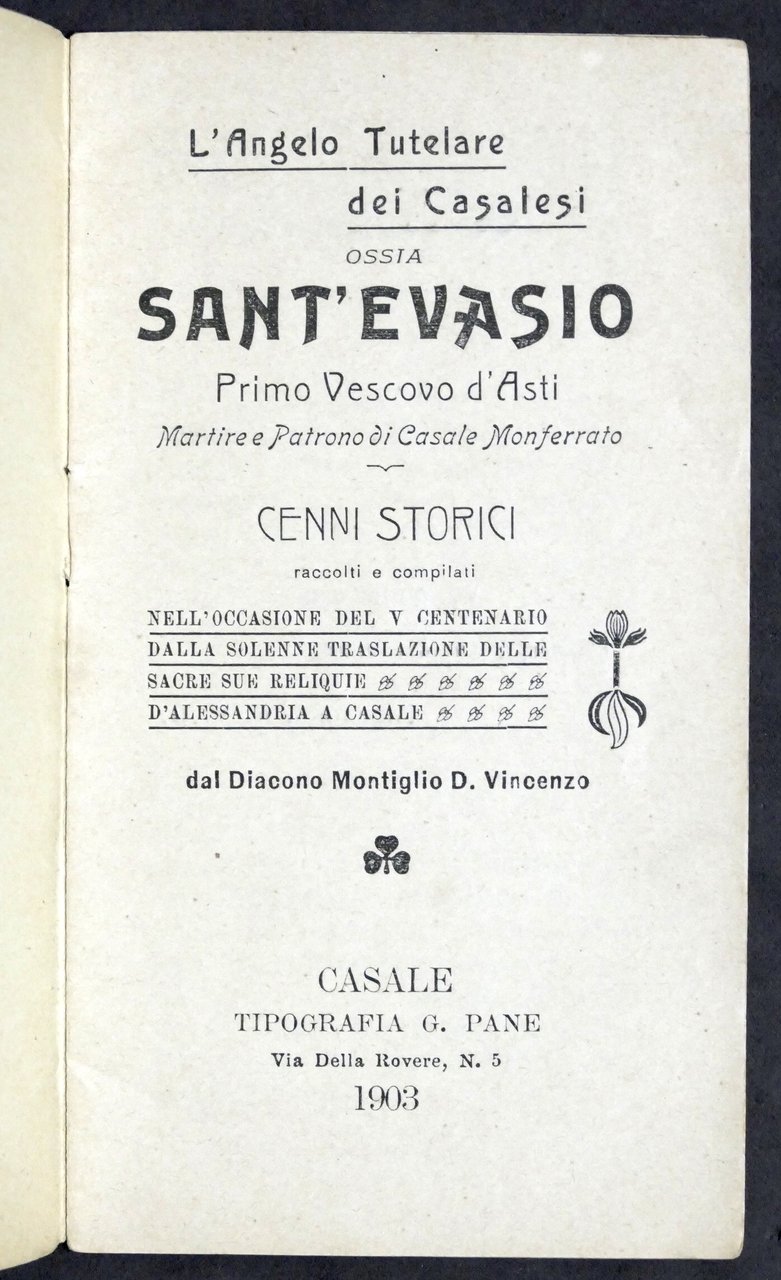 L'Angelo Tutelare
dei Casalesi
OSSIA
SANT'EVASIO
Primo Vescovo d'Asti
Martire e Patrono di Casale Monferrato
CENNI STORICI
raccolti e compilati
NELL'OCCASIONE DEL V CENTENARIO
DALLA SOLENNE TRASLAZIONE DELLE
SACRE SUE RELIQUIE
D'ALESSANDRIA A CASALE
dal Diacono Montiglio D. Vincenzo
CASALE
TIPOGRAFIA G. PANE
Via Della Rovere, N. 5
1903